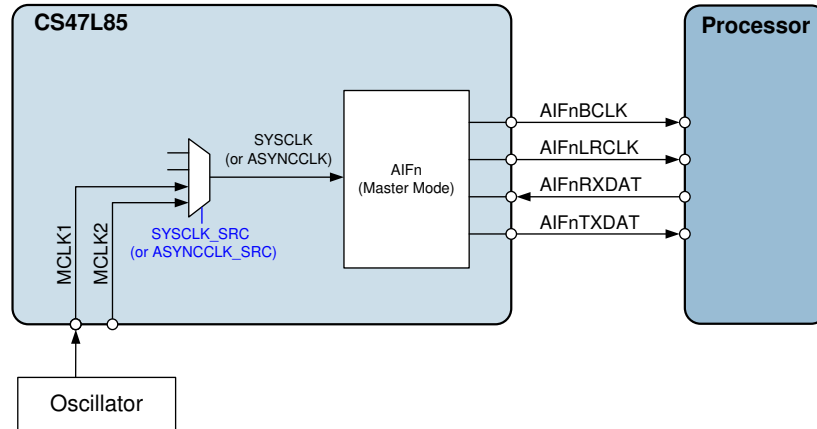 CS47L85
Processor
AIFnBCLK
SYSCLK
(or ASYNCCLK)
AIFnLRCLK
AIFn
(Master Mode)
AIFnRXDAT
AIFnTXDAT
SYSCLK_SRC
(or ASYNCCLK_SRC)
MCLK1
MCLK2
Oscillator